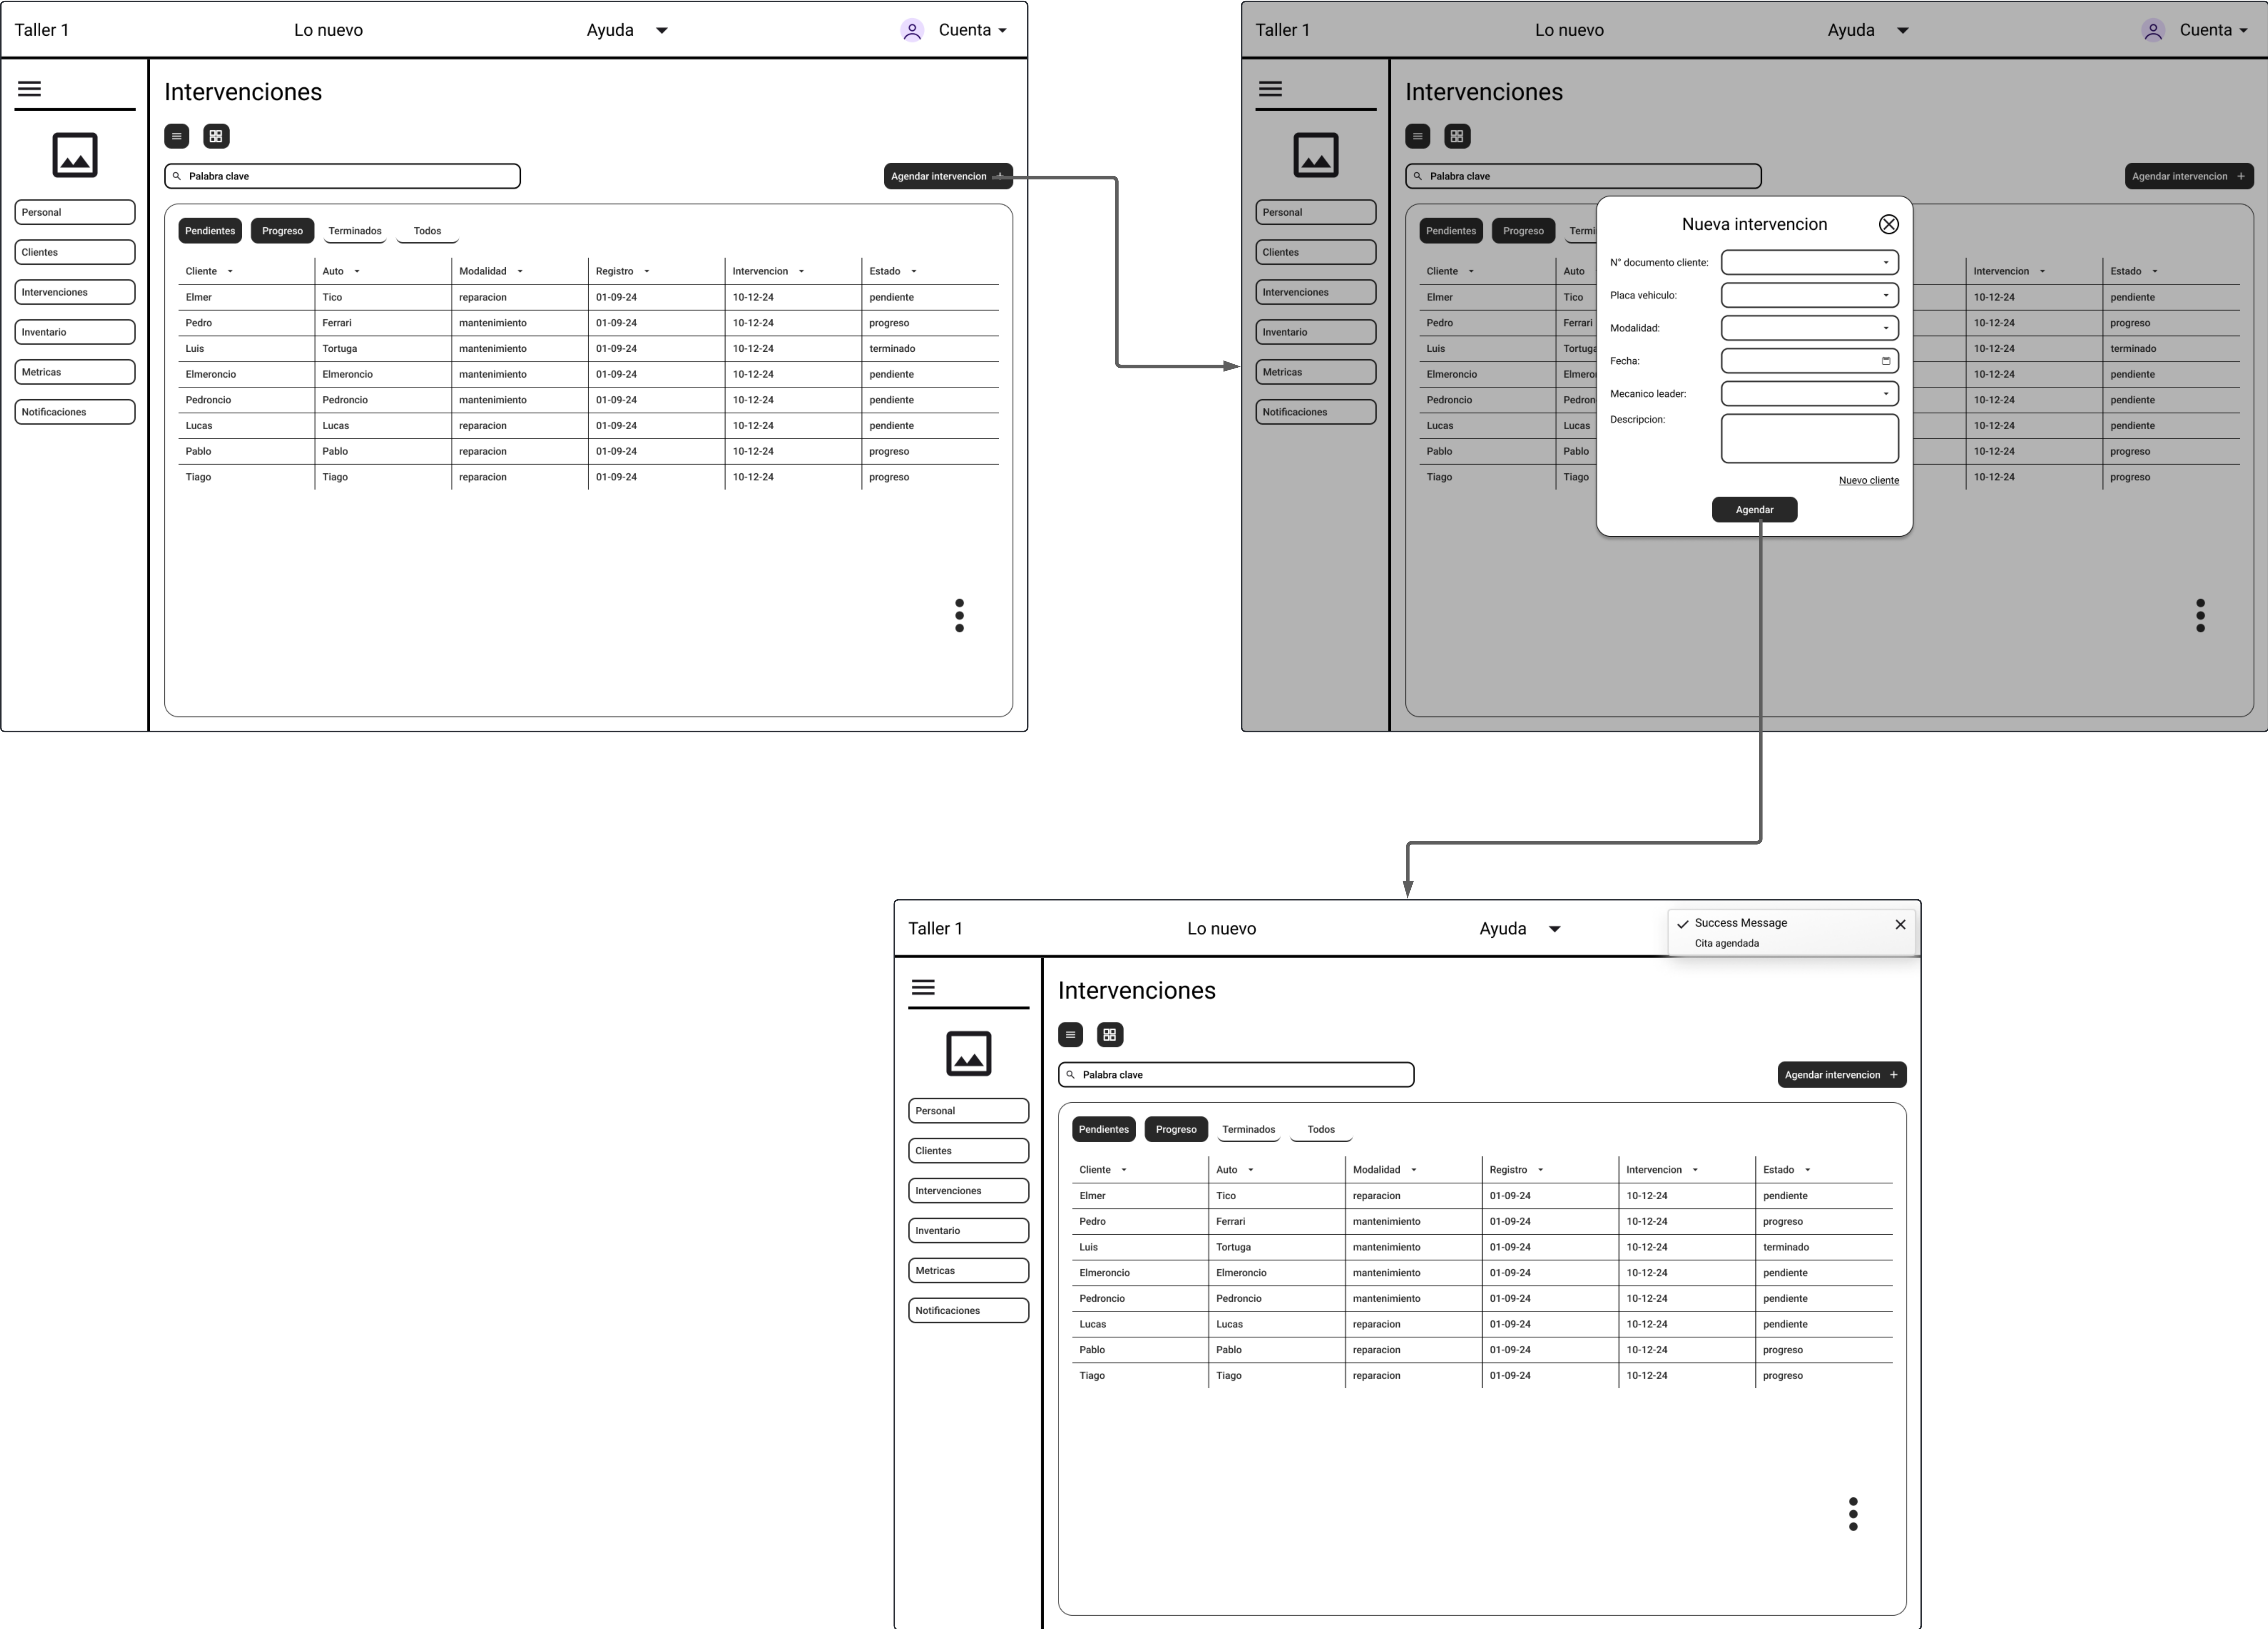 Taller 1 Lo nuevo Ayuda Cuenta
Intervenciones
Palabra clave Agendar intervencion +
Personal
Clientes
Intervenciones
Inventario
Metricas
Notificaciones
Pendientes Progreso Terminados Todos
Cliente Auto Modalidad Registro Intervencion Estado
Elmer Tico reparacion 01-09-24 10-12-24 pendiente
Pedro Ferrari mantenimiento 01-09-24 10-12-24 progreso
Luis Tortuga mantenimiento 01-09-24 10-12-24 terminado
Elmeroncio Elmeroncio mantenimiento 01-09-24 10-12-24 pendiente
Pedroncio Pedroncio mantenimiento 01-09-24 10-12-24 pendiente
Lucas Lucas reparacion 01-09-24 10-12-24 pendiente
Pablo Pablo reparacion 01-09-24 10-12-24 progreso
Tiago Tiago reparacion 01-09-24 10-12-24 progreso
Taller 1 Lo nuevo Ayuda Cuenta
Intervenciones
Palabra clave Agendar intervencion +
Personal
Clientes
Intervenciones
Inventario
Metricas
Notificaciones
Pendientes Progreso Termi
Cliente Auto Intervencion Estado
Elmer Tico 10-12-24 pendiente
Pedro Ferrari 10-12-24 progreso
Luis Tortuga 10-12-24 terminado
Elmeroncio Elmero 10-12-24 pendiente
Pedroncio Pedron 10-12-24 pendiente
Lucas Lucas 10-12-24 pendiente
Pablo Pablo 10-12-24 progreso
Tiago Tiago 10-12-24 progreso
Nueva intervencion
N° documento cliente:
Placa vehiculo:
Modalidad:
Fecha:
Mecanico leader:
Descripcion:
Nuevo cliente
Agendar
Taller 1 Lo nuevo Ayuda
Success Message
Cita agendada
Intervenciones
Palabra clave Agendar intervencion +
Personal
Clientes
Intervenciones
Inventario
Metricas
Notificaciones
Pendientes Progreso Terminados Todos
Cliente Auto Modalidad Registro Intervencion Estado
Elmer Tico reparacion 01-09-24 10-12-24 pendiente
Pedro Ferrari mantenimiento 01-09-24 10-12-24 progreso
Luis Tortuga mantenimiento 01-09-24 10-12-24 terminado
Elmeroncio Elmeroncio mantenimiento 01-09-24 10-12-24 pendiente
Pedroncio Pedroncio mantenimiento 01-09-24 10-12-24 pendiente
Lucas Lucas reparacion 01-09-24 10-12-24 pendiente
Pablo Pablo reparacion 01-09-24 10-12-24 progreso
Tiago Tiago reparacion 01-09-24 10-12-24 progreso